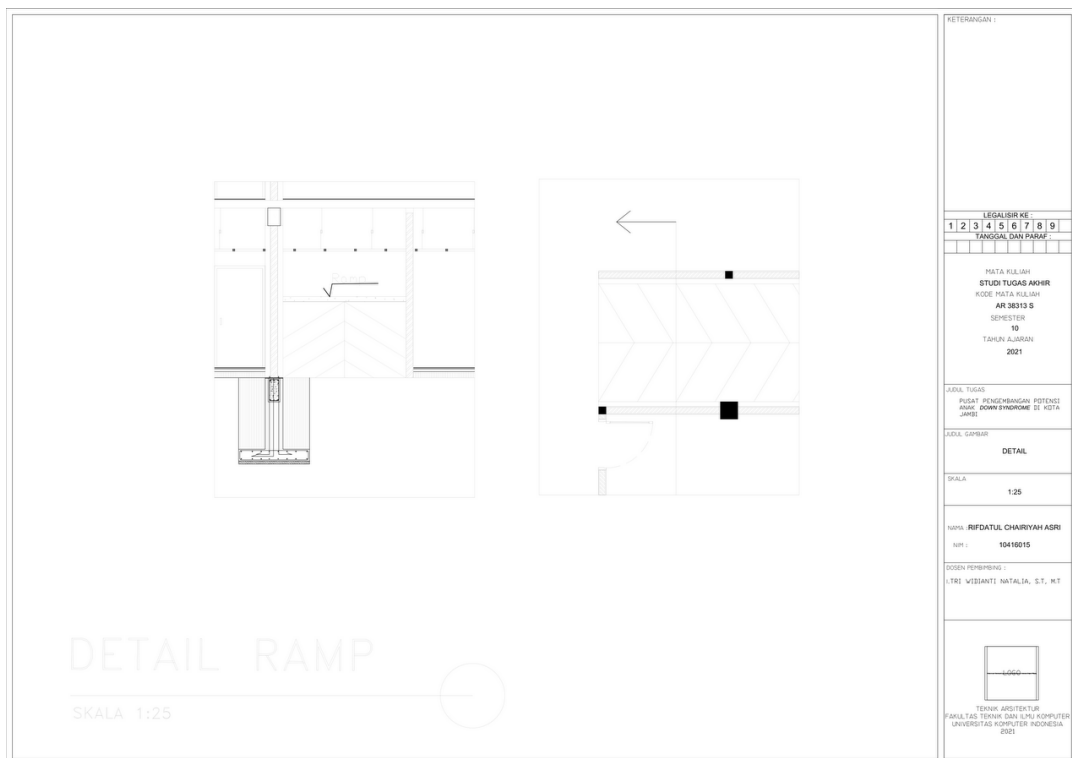 KETERANGAN :
LEGALISIR KE :
1 2 3 4 5 6 7 8 9
TANGGAL DAN PARAF :
MATA KULIAH
STUDI TUGAS AKHIR
KODE MATA KULIAH
AR 38313 S
SEMESTER
10
TAHUN AJARAN
2021
JUDUL TUGAS
PUSAT PENGEMBANGAN POTENSI
ANAK DOWN SYNDROME DI KOTA
JAMBI
JUDUL GAMBAR
DETAIL
SKALA
1:25
NAMA : RIFDATUL CHAIRIYAH ASRI
NIM : 10416015
DOSEN PEMBIMBING :
:.TRI WIDIANTI NATALIA, S.T, M.T
LOGO
TEKNIK ARSITEKTUR
FAKULTAS TEKNIK DAN ILMU KOMPUTER
UNIVERSITAS KOMPUTER INDONESIA
2021
DETAIL RAMP
SKALA 1:25